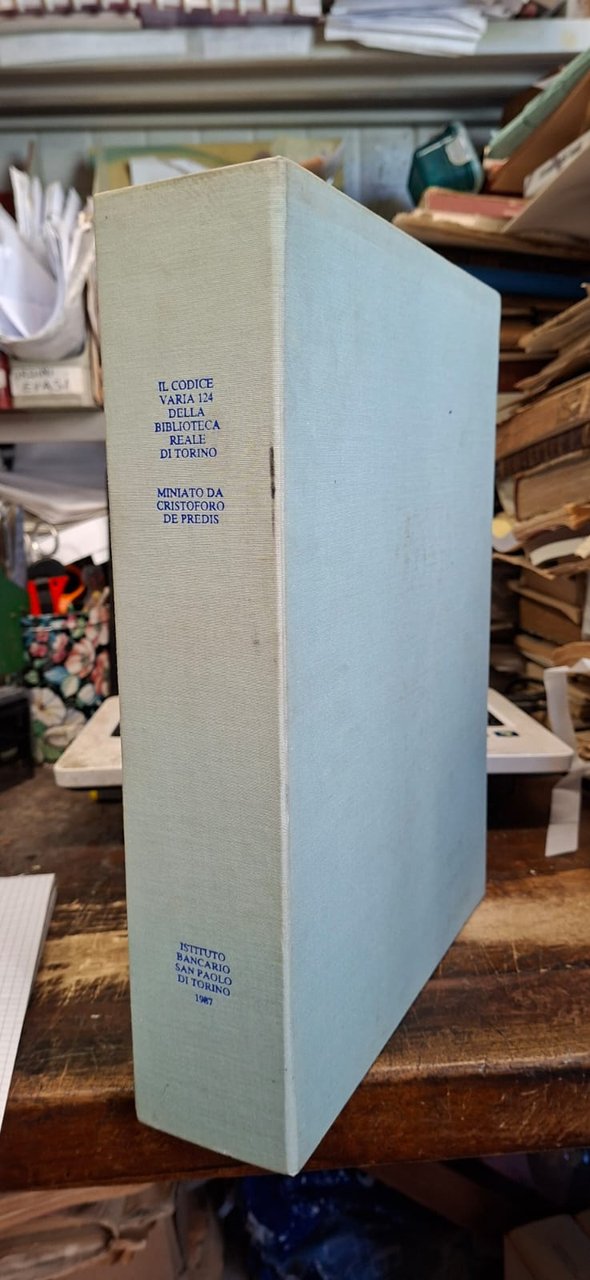 IL CODICE
VARIA 124
DELLA
BIBLIOTECA
REALE
DI TORINO
MINIATO DA
CRISTOFORO
DE PREDIS
ISTITUTO
BANCARIO
SAN PAOLO
DI TORINO
1987